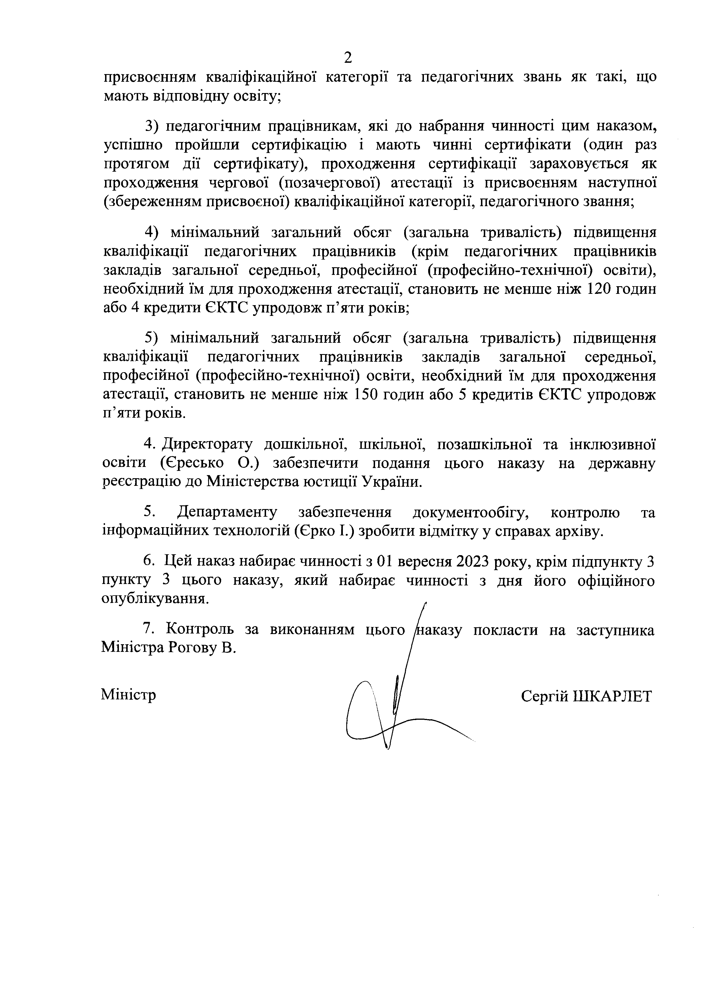 2
присвоєнням кваліфікаційної категорії та педагогічних звань як такі, що
мають відповідну освіту;
3) педагогічним працівникам, які до набрання чинності цим наказом,
успішно пройшли сертифікацію і мають чинні сертифікати (один раз
протягом дії сертифікату), проходження сертифікації зараховується як
проходження чергової (позачергової) атестації із присвоєнням наступної
(збереженням присвоєної) кваліфікаційної категорії, педагогічного звання;
4) мінімальний загальний обсяг (загальна тривалість) підвищення
кваліфікації педагогічних працівників (крім педагогічних працівників
закладів загальної середньої, професійної (професійно-технічної) освіти),
необхідний їм для проходження атестації, становить не менше ніж 120 годин
або 4 кредити ЄКТС упродовж п’яти років;
5) мінімальний загальний обсяг (загальна тривалість) підвищення
кваліфікації педагогічних працівників закладів загальної середньої,
професійної (професійно-технічної) освіти, необхідний їм для проходження
атестації, становить не менше ніж 150 годин або 5 кредитів ЄКТС упродовж
п’яти років.
4. Директорату дошкільної, шкільної, позашкільної та інклюзивної
освіти (Єресько О.) забезпечити подання цього наказу на державну
реєстрацію до Міністерства юстиції України.
5. Департаменту забезпечення документообігу, контролю та
інформаційних технологій (Єрко І.) зробити відмітку у справах архіву.
6. Цей наказ набирає чинності з 01 вересня 2023 року, крім підпункту 3
пункту 3 цього наказу, який набирає чинності з дня його офіційного
опублікування.
7. Контроль за виконанням цього наказу покласти на заступника
Міністра Рогову В.
Міністр Сергій ШКАРЛЕТ